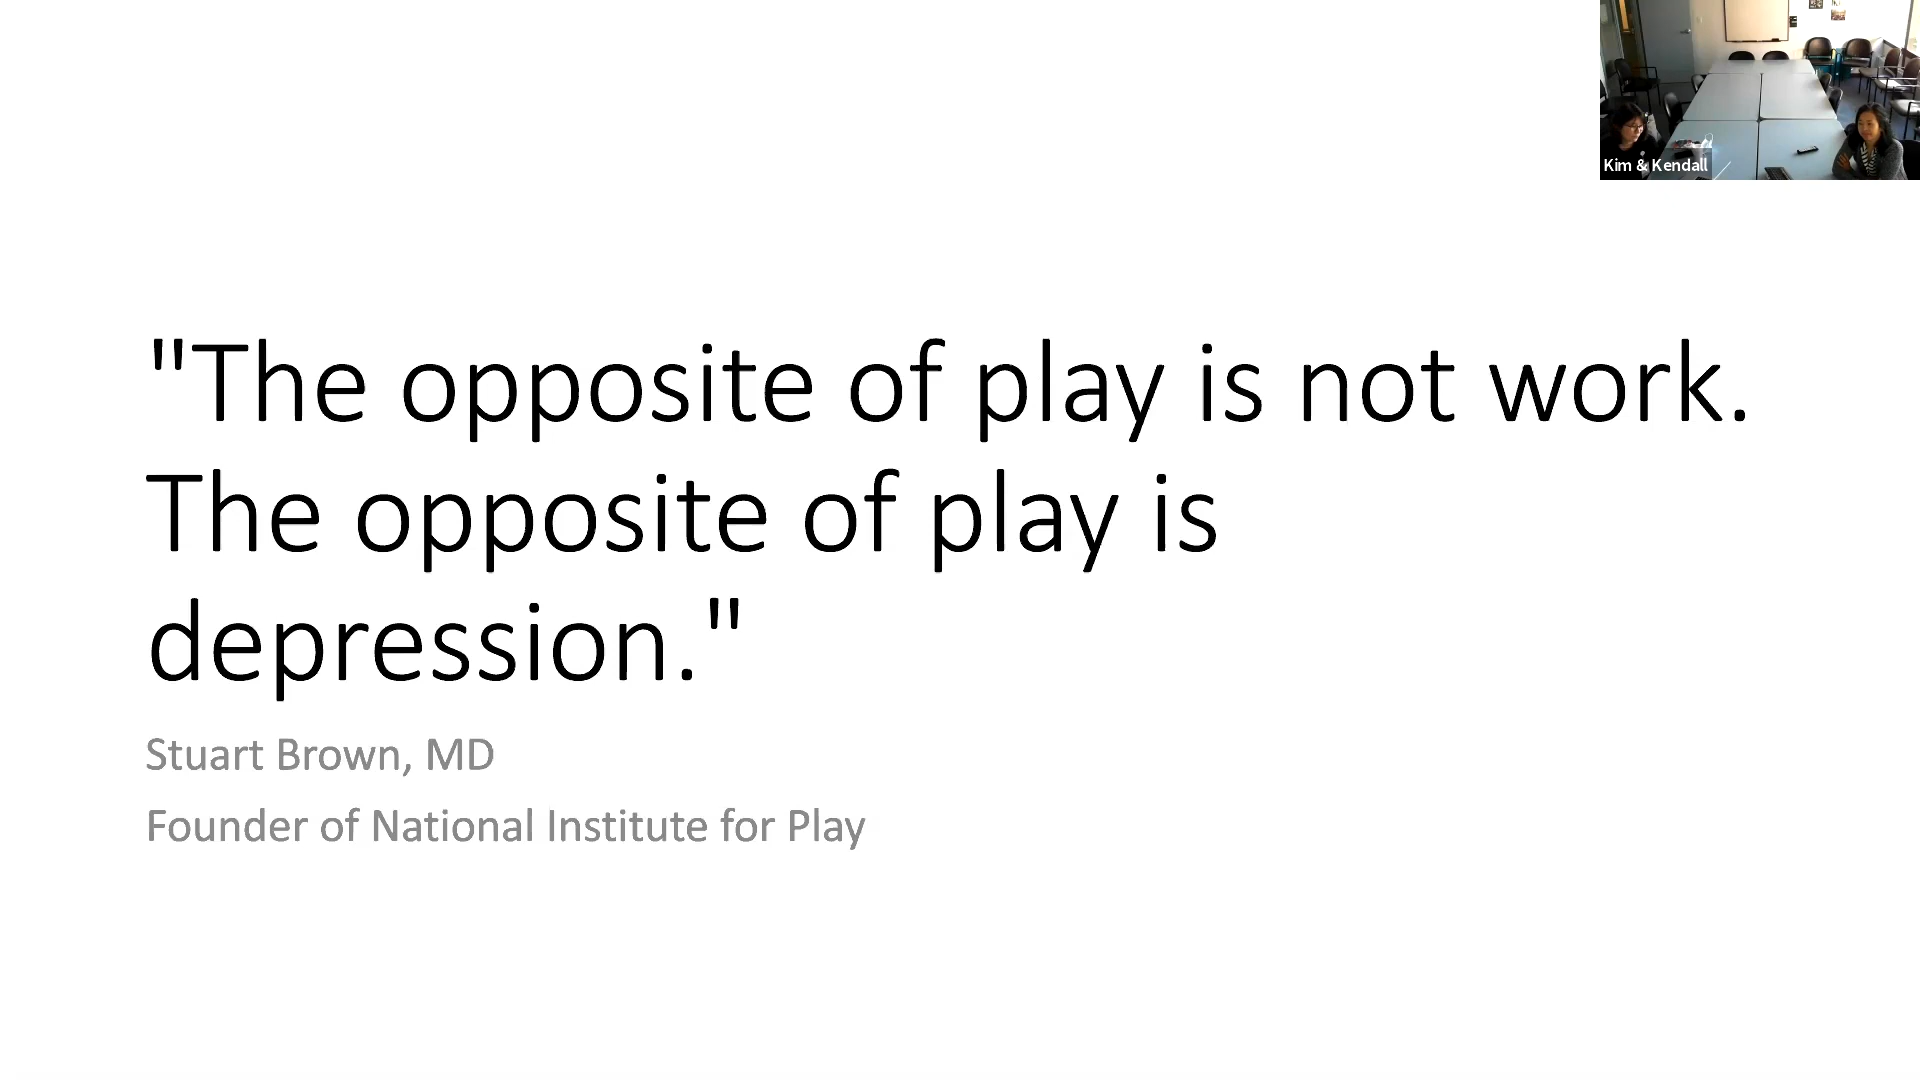 Kim & Kendall
"The opposite of play is not work.
The opposite of play is
depression."
Stuart Brown, MD
Founder of National Institute for Play